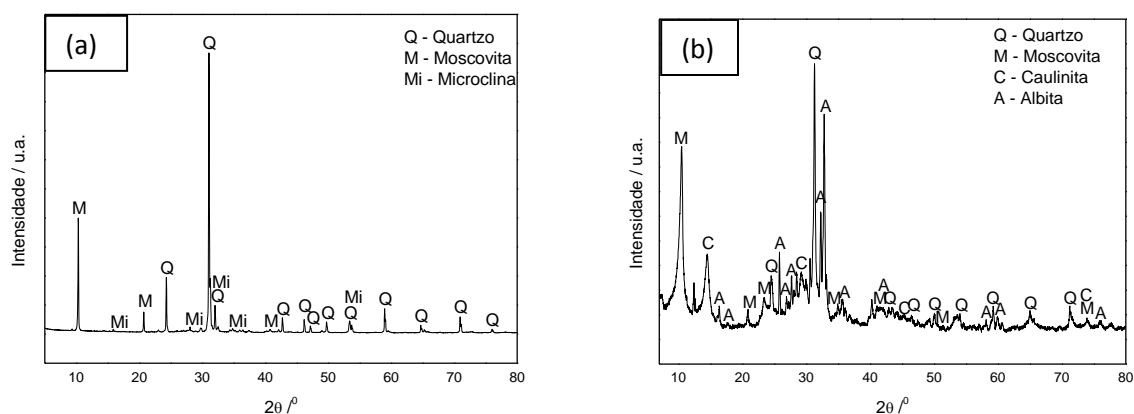 (a)
Q - Quartzo
M - Moscovita
Mi - Microclina
Q
M
M
Q
Mi
Mi
Mi
Q
Mi
M
Q
Q
Q
Q
Mi
Q
Q
Q
Q
Q
Intensidade / u.a.
10 20 30 40 50 60 70 80
2θ /⁰
(b)
Q - Quartzo
M - Moscovita
C - Caulinita
A - Albita
Q
A
M
C
A
A
M
M
Q
A
A
A
C
A
M
A
A
M
Q
C
Q
Q
M
Q
A
Q
A
Q
Q
C
M
A
Intensidade / u.a.
10 20 30 40 50 60 70 80
2θ /⁰